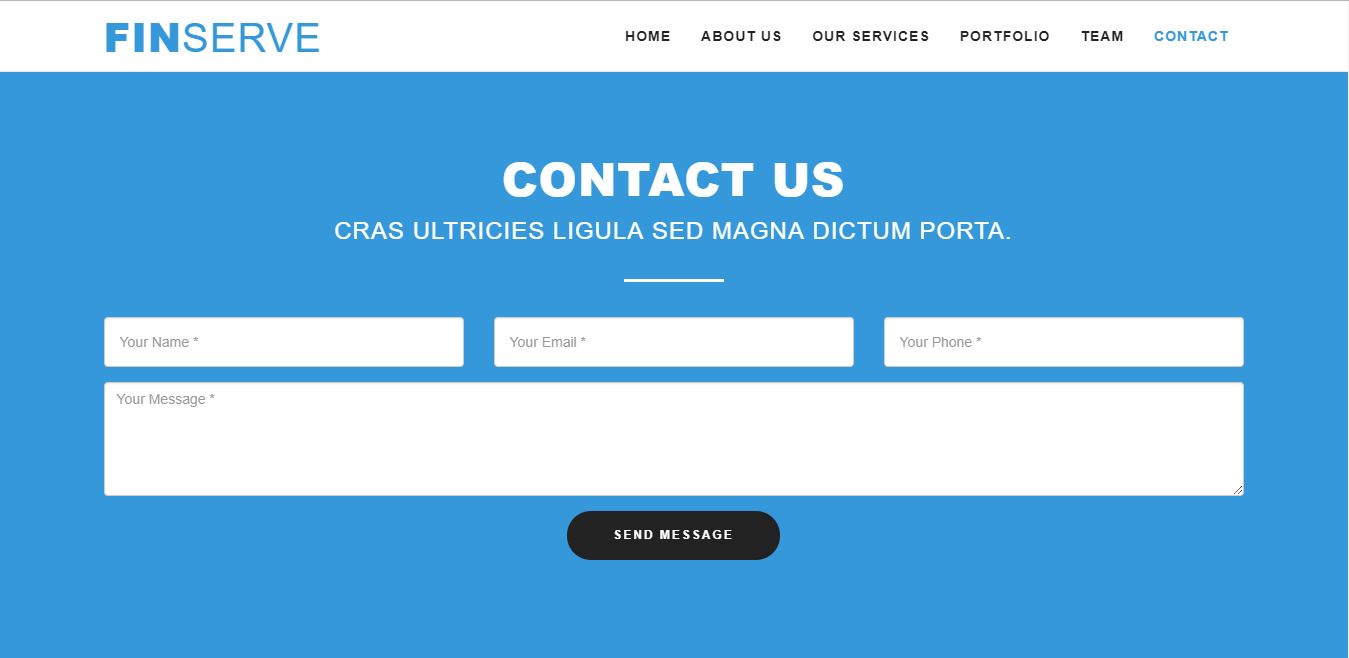 FINSERVE HOME ABOUT US OUR SERVICES PORTFOLIO TEAM CONTACT
CONTACT US
CRAS ULTRICIES LIGULA SED MAGNA DICTUM PORTA.
Your Name * Your Email * Your Phone *
Your Message *
SEND MESSAGE